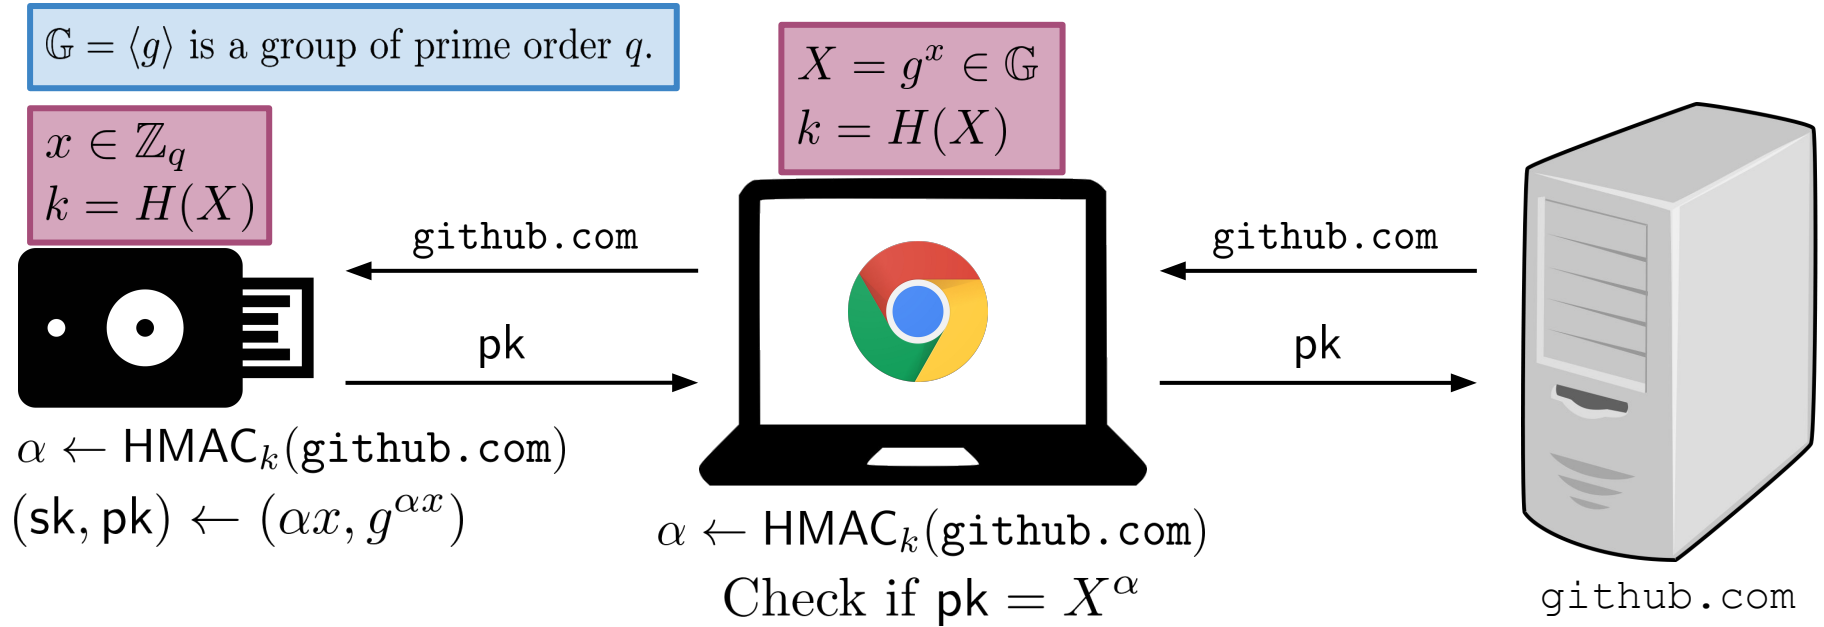 𝔾 = ⟨g⟩ is a group of prime order q.
x ∈ ℤ_q
k = H(X)
X = g^x ∈ 𝔾
k = H(X)
github.com
pk
github.com
pk
α ← HMAC_k(github.com)
(sk, pk) ← (αx, g^{αx})
α ← HMAC_k(github.com)
Check if pk = X^α
github.com